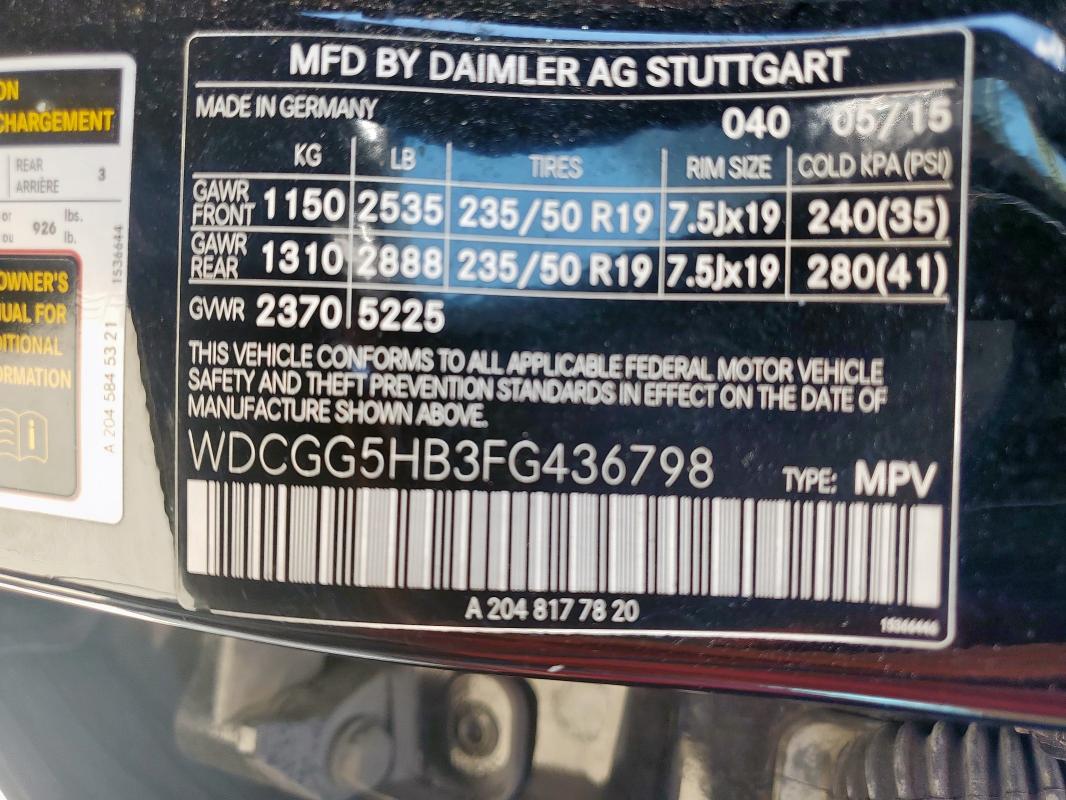 MFD BY DAIMLER AG STUTTGART
MADE IN GERMANY 040 05/15
KG LB TIRES RIM SIZE COLD KPA (PSI)
GAWR FRONT 1150 2535 235/50 R19 7.5Jx19 240(35)
GAWR REAR 1310 2888 235/50 R19 7.5Jx19 280(41)
GVWR 2370 5225
THIS VEHICLE CONFORMS TO ALL APPLICABLE FEDERAL MOTOR VEHICLE
SAFETY AND THEFT PREVENTION STANDARDS IN EFFECT ON THE DATE OF
MANUFACTURE SHOWN ABOVE.
WDCGG5HB3FG436798 TYPE: MPV
A 204 817 78 20
ON
CHARGEMENT
REAR 3
ARRIÈRE
or 926 lbs.
ou lb.
OWNER'S
UAL FOR
ITIONAL
ORMATION
A 204 584 53 21
1536644